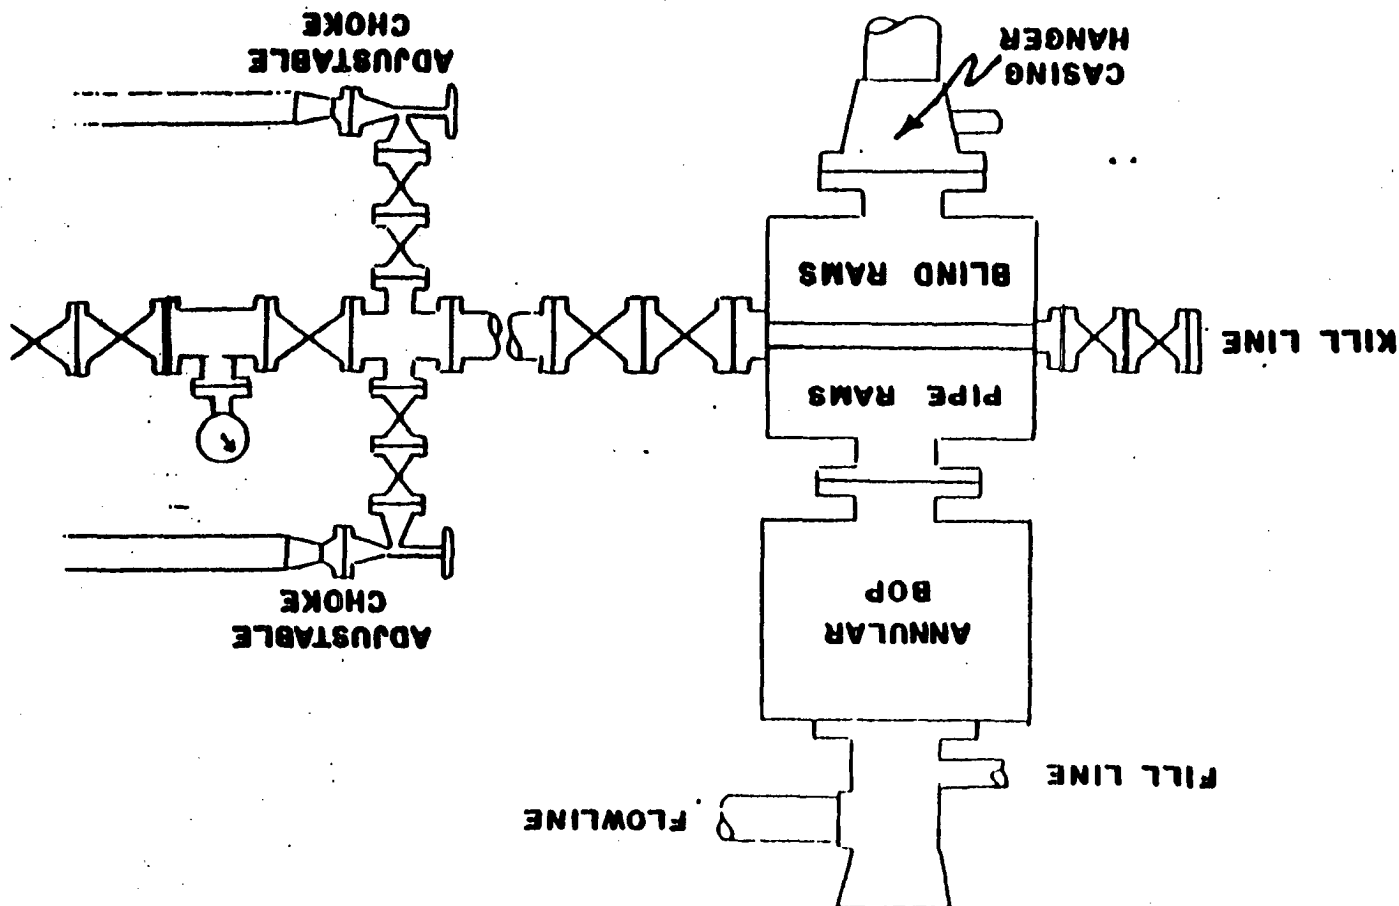 FILL LINE
FLOWLINE
ANNULAR
BOP
ADJUSTABLE
CHOKE
PIPE RAMS
KILL LINE
BLIND RAMS
CASING
HANGER
ADJUSTABLE
CHOKE